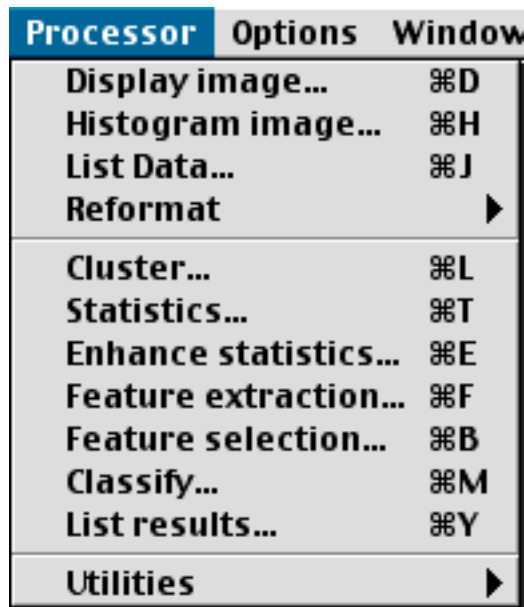 Processor Options Window
Display image... ⌘D
Histogram image... ⌘H
List Data... ⌘J
Reformat ▶
Cluster... ⌘L
Statistics... ⌘T
Enhance statistics... ⌘E
Feature extraction... ⌘F
Feature selection... ⌘B
Classify... ⌘M
List results... ⌘Y
Utilities ▶